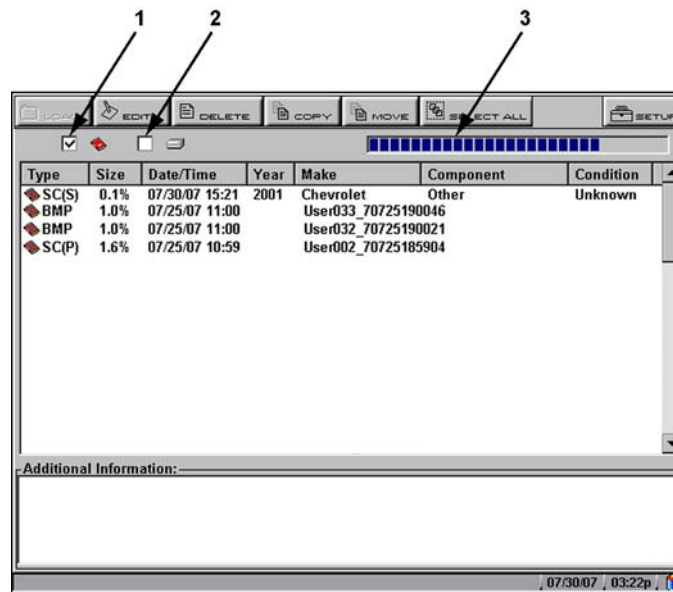 1 2 3
LOAD EDIT DELETE COPY MOVE SELECT ALL SETUP
Type Size Date/Time Year Make Component Condition
SC(S) 0.1% 07/30/07 15:21 2001 Chevrolet Other Unknown
BMP 1.0% 07/25/07 11:00 User033_70725190046
BMP 1.0% 07/25/07 11:00 User032_70725190021
SC(P) 1.6% 07/25/07 10:59 User002_70725185904
Additional Information:
07/30/07 03:22p